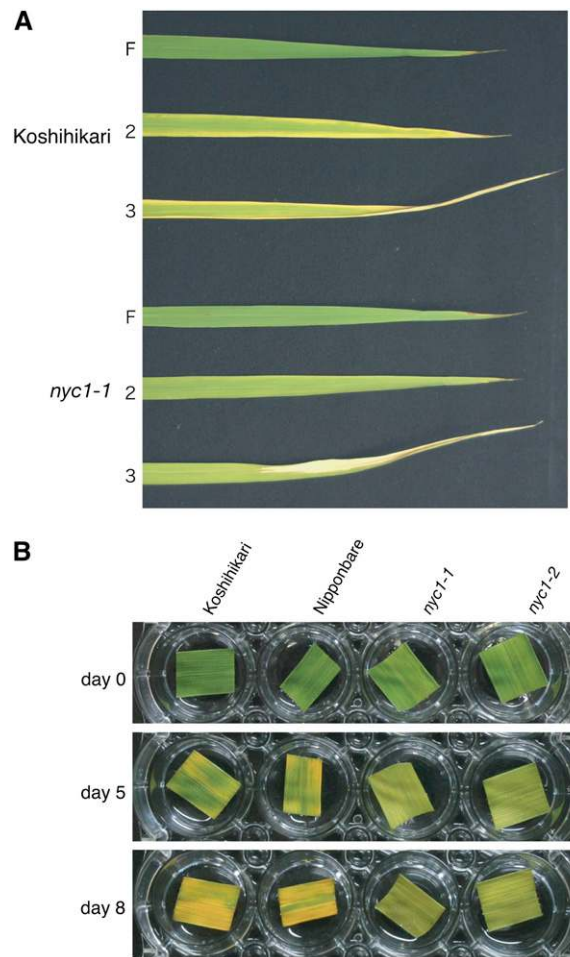 A
F
Koshihikari 2
3
F
nyc1-1 2
3
B
Koshihikari Nipponbare nyc1-1 nyc1-2
day 0
day 5
day 8